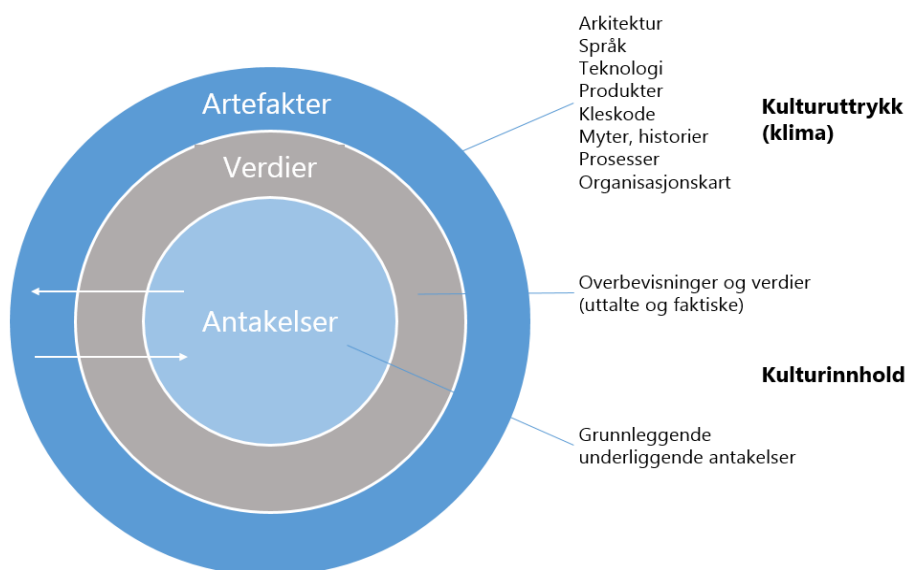 Artefakter
Verdier
Antakelser
Arkitektur
Språk
Teknologi
Produkter
Kleskode
Myter, historier
Prosesser
Organisasjonskart
Kulturuttrykk
(klima)
Overbevisninger og verdier
(uttalte og faktiske)
Kulturinnhold
Grunnleggende
underliggende antakelser